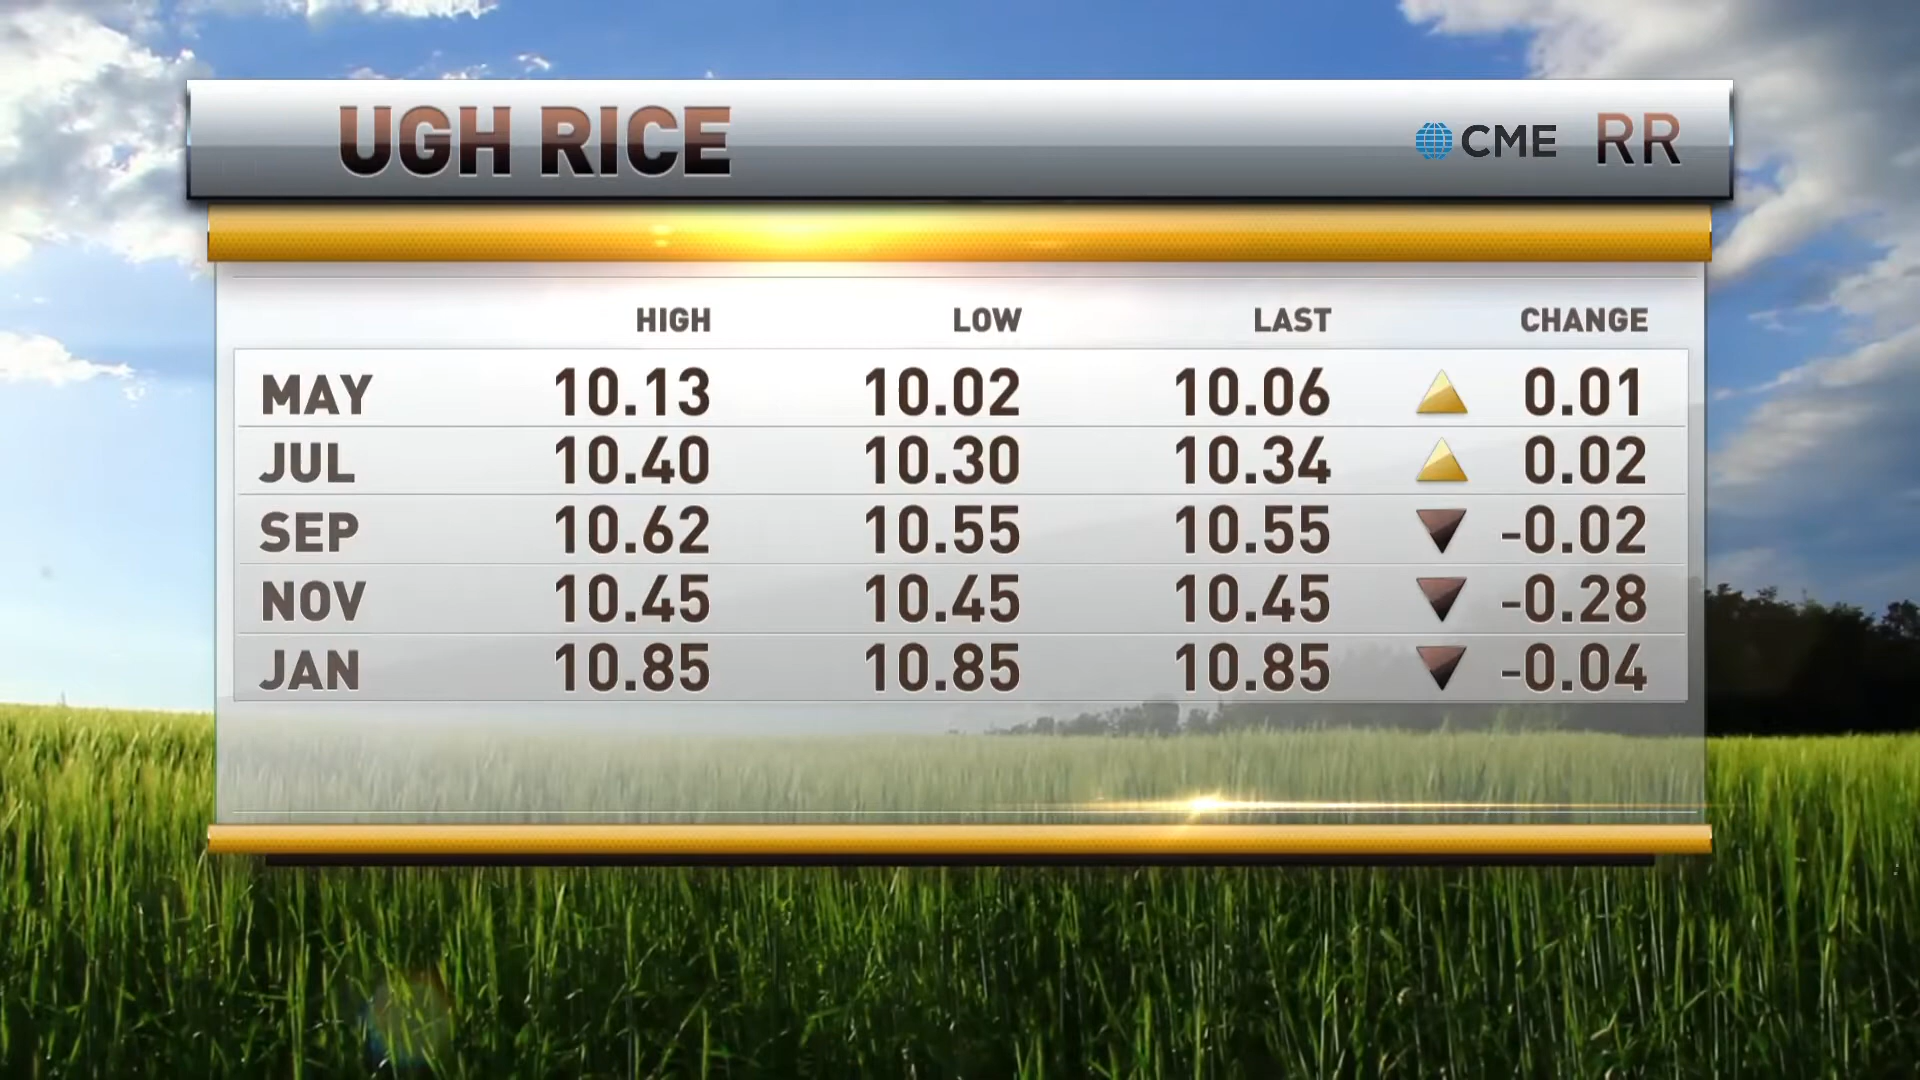 UGH RICE CME RR
HIGH LOW LAST CHANGE
MAY 10.13 10.02 10.06 0.01
JUL 10.40 10.30 10.34 0.02
SEP 10.62 10.55 10.55 -0.02
NOV 10.45 10.45 10.45 -0.28
JAN 10.85 10.85 10.85 -0.04